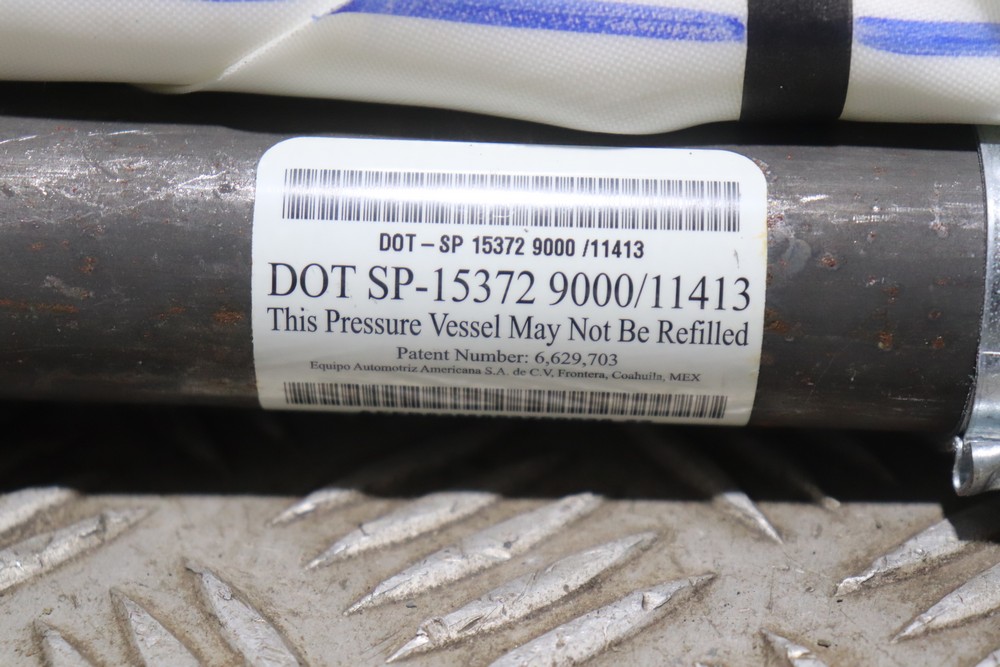 DOT – SP 15372 9000 /11413
DOT SP-15372 9000/11413
This Pressure Vessel May Not Be Refilled
Patent Number: 6,629,703
Equipo Automotriz Americana S.A. de C.V, Frontera, Coahuila, MEX